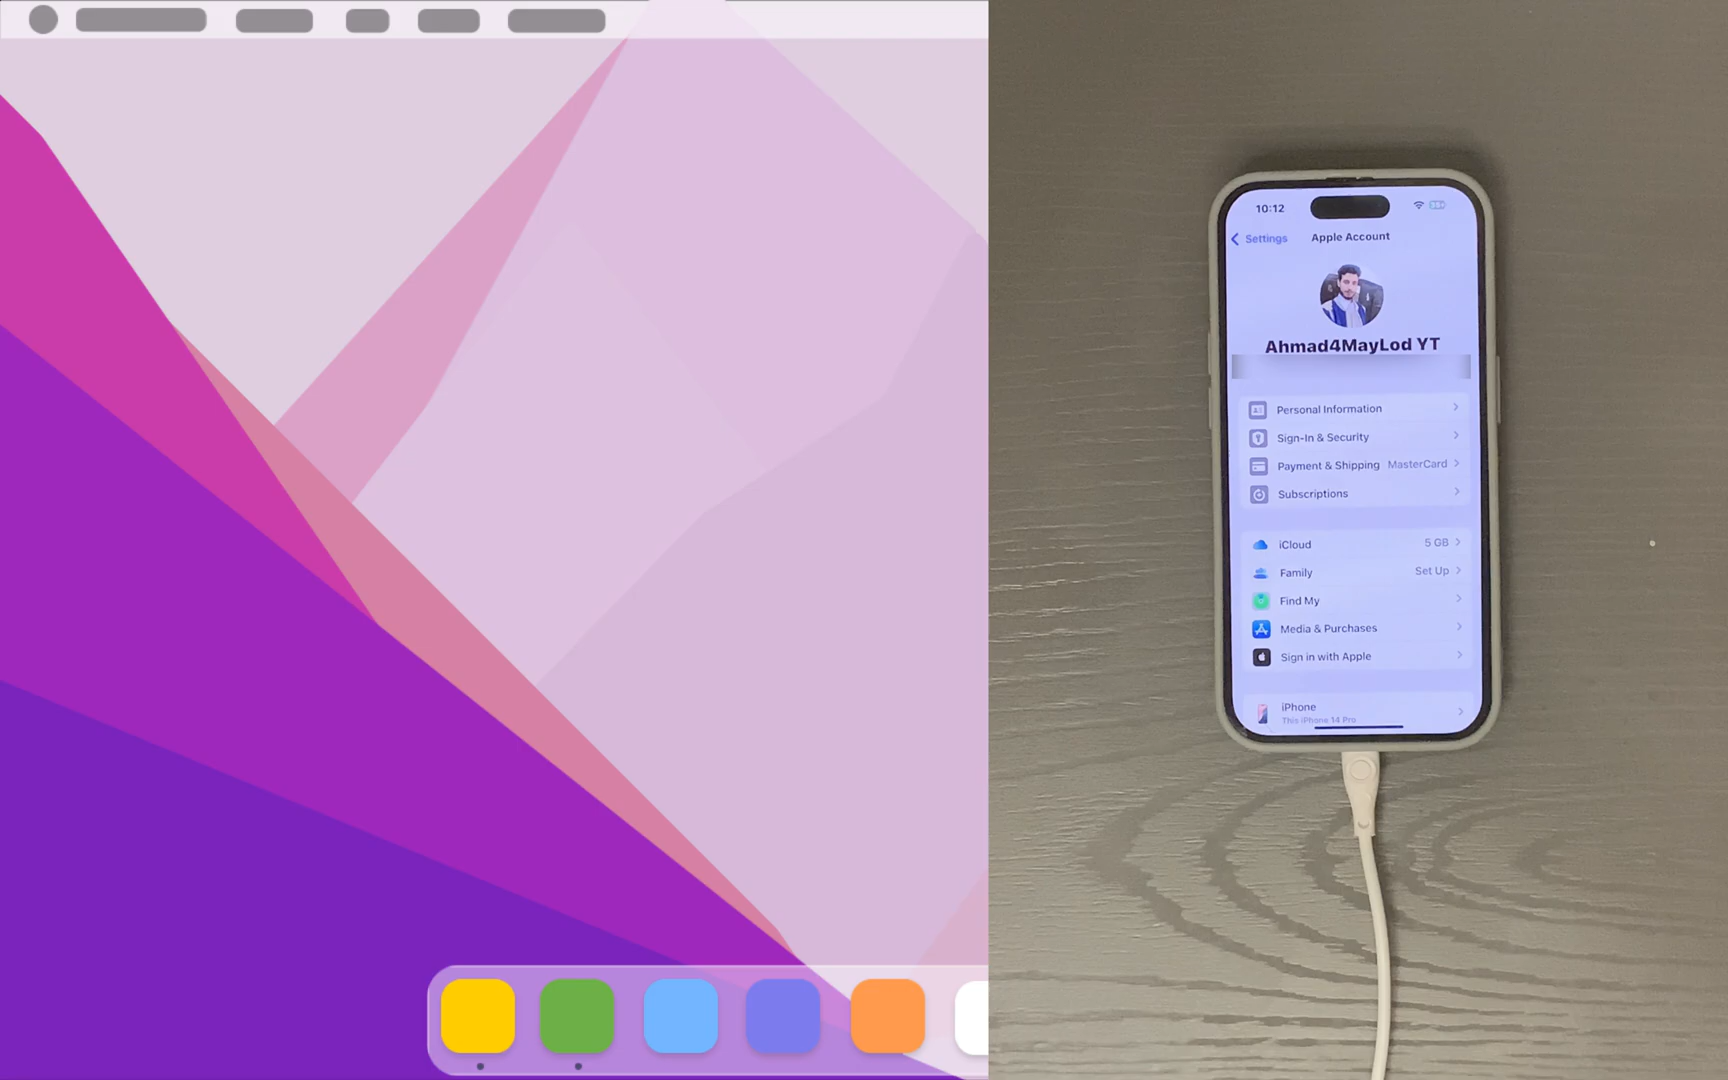 10:12
Settings
Apple Account
Ahmad4MayLod YT
Personal Information
Sign-In & Security
Payment & Shipping MasterCard
Subscriptions
iCloud 5 GB
Family Set Up
Find My
Media & Purchases
Sign in with Apple
iPhone
This iPhone 14 Pro